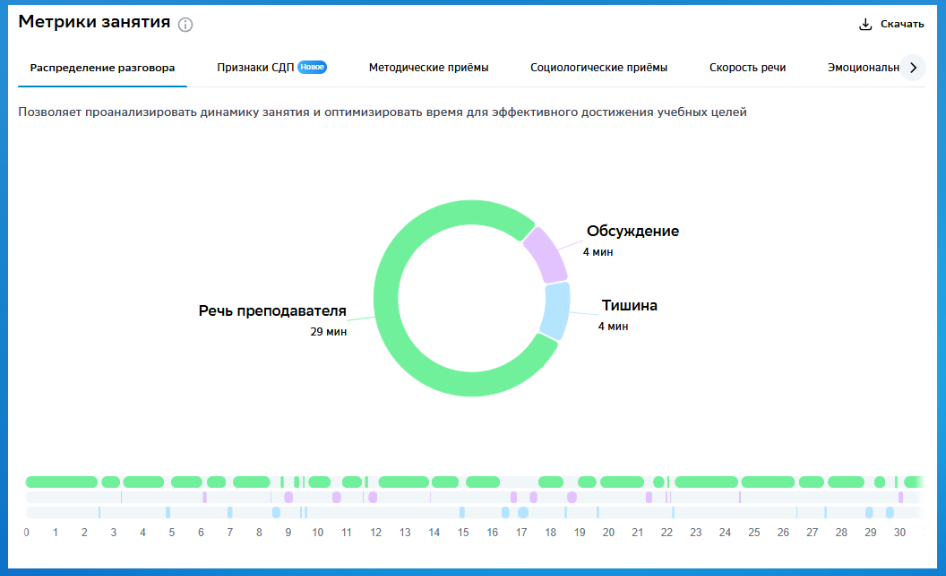 Метрики занятия
Скачать
Распределение разговора Признаки СДП Новое Методические приёмы Социологические приёмы Скорость речи Эмоциональн
Позволяет проанализировать динамику занятия и оптимизировать время для эффективного достижения учебных целей
Обсуждение
4 мин
Тишина
4 мин
Речь преподавателя
29 мин
0 1 2 3 4 5 6 7 8 9 10 11 12 13 14 15 16 17 18 19 20 21 22 23 24 25 26 27 28 29 30